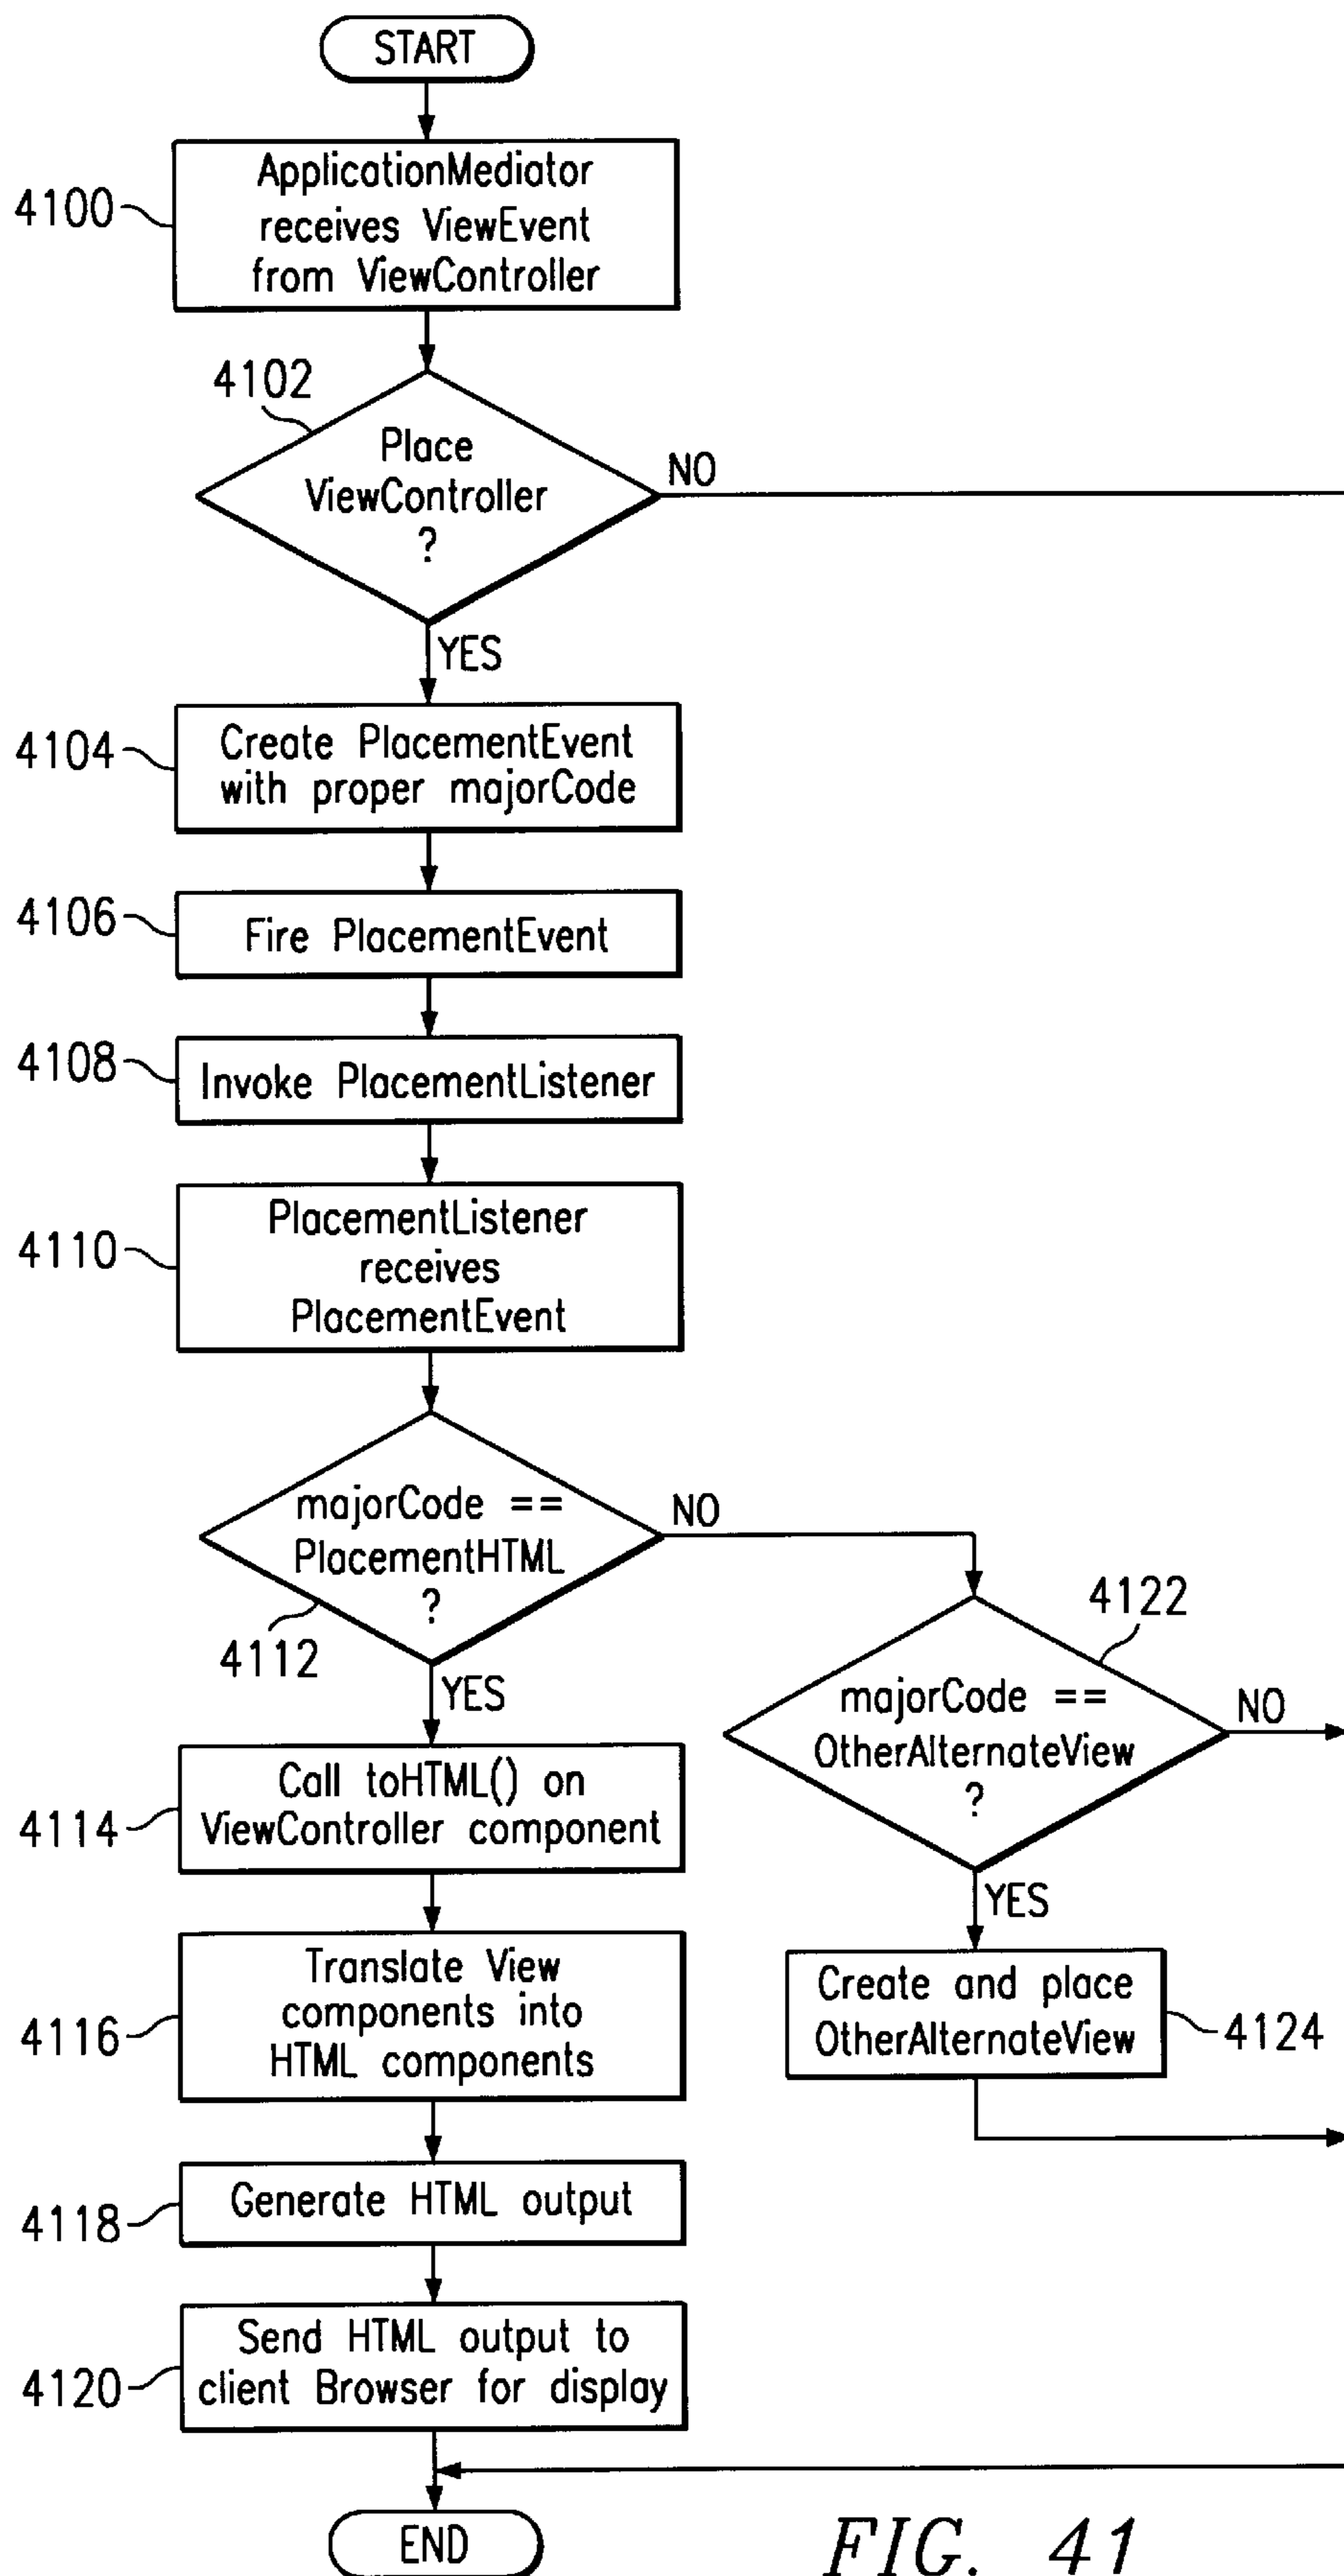 START
4100
ApplicationMediator
receives ViewEvent
from ViewController
4102
Place
ViewController
?
NO
YES
4104
Create PlacementEvent
with proper majorCode
4106
Fire PlacementEvent
4108
Invoke PlacementListener
4110
PlacementListener
receives
PlacementEvent
majorCode ==
PlacementHTML
?
NO
4112
YES
4122
majorCode ==
OtherAlternateView
?
NO
YES
4114
Call toHTML() on
ViewController component
4116
Translate View
components into
HTML components
Create and place
OtherAlternateView
4124
4118
Generate HTML output
4120
Send HTML output to
client Browser for display
END
FIG. 41